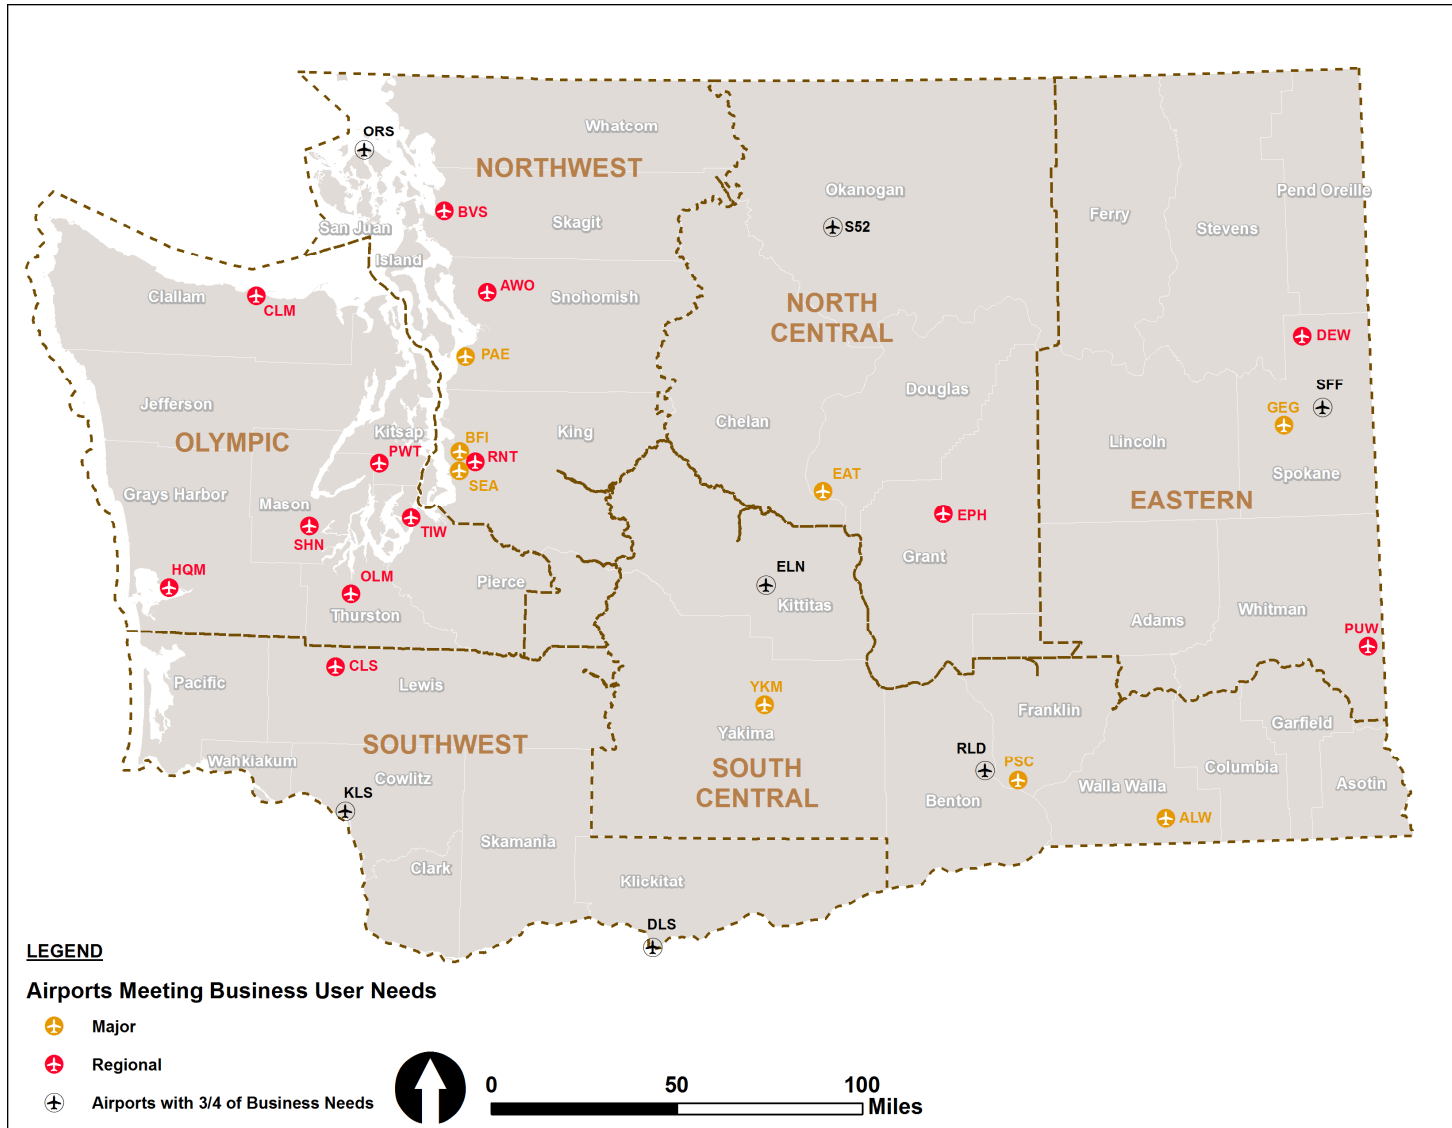 ORS
Whatcom
NORTHWEST
Okanogan
Pend Oreille
BVS
Skagit
San Juan
S52
Ferry
Stevens
Island
Clallam
CLM
AWO
Snohomish
NORTH
CENTRAL
PAE
DEW
Douglas
SFF
Jefferson
GEG
OLYMPIC
Kitsap
King
Chelan
Lincoln
BFI
PWT
RNT
SEA
EAT
Spokane
Grays Harbor
Mason
EASTERN
SHN
TIW
EPH
Grant
HQM
OLM
Pierce
ELN
Kittitas
Thurston
Adams
Whitman
PUW
CLS
Pacific
Lewis
YKM
Yakima
Franklin
Garfield
SOUTHWEST
RLD
PSC
Wahkiakum
Cowlitz
SOUTH
CENTRAL
Columbia
Walla Walla
Asotin
KLS
Benton
ALW
Skamania
Clark
Klickitat
DLS
LEGEND
Airports Meeting Business User Needs
Major
Regional
Airports with 3/4 of Business Needs
0 50 100
Miles